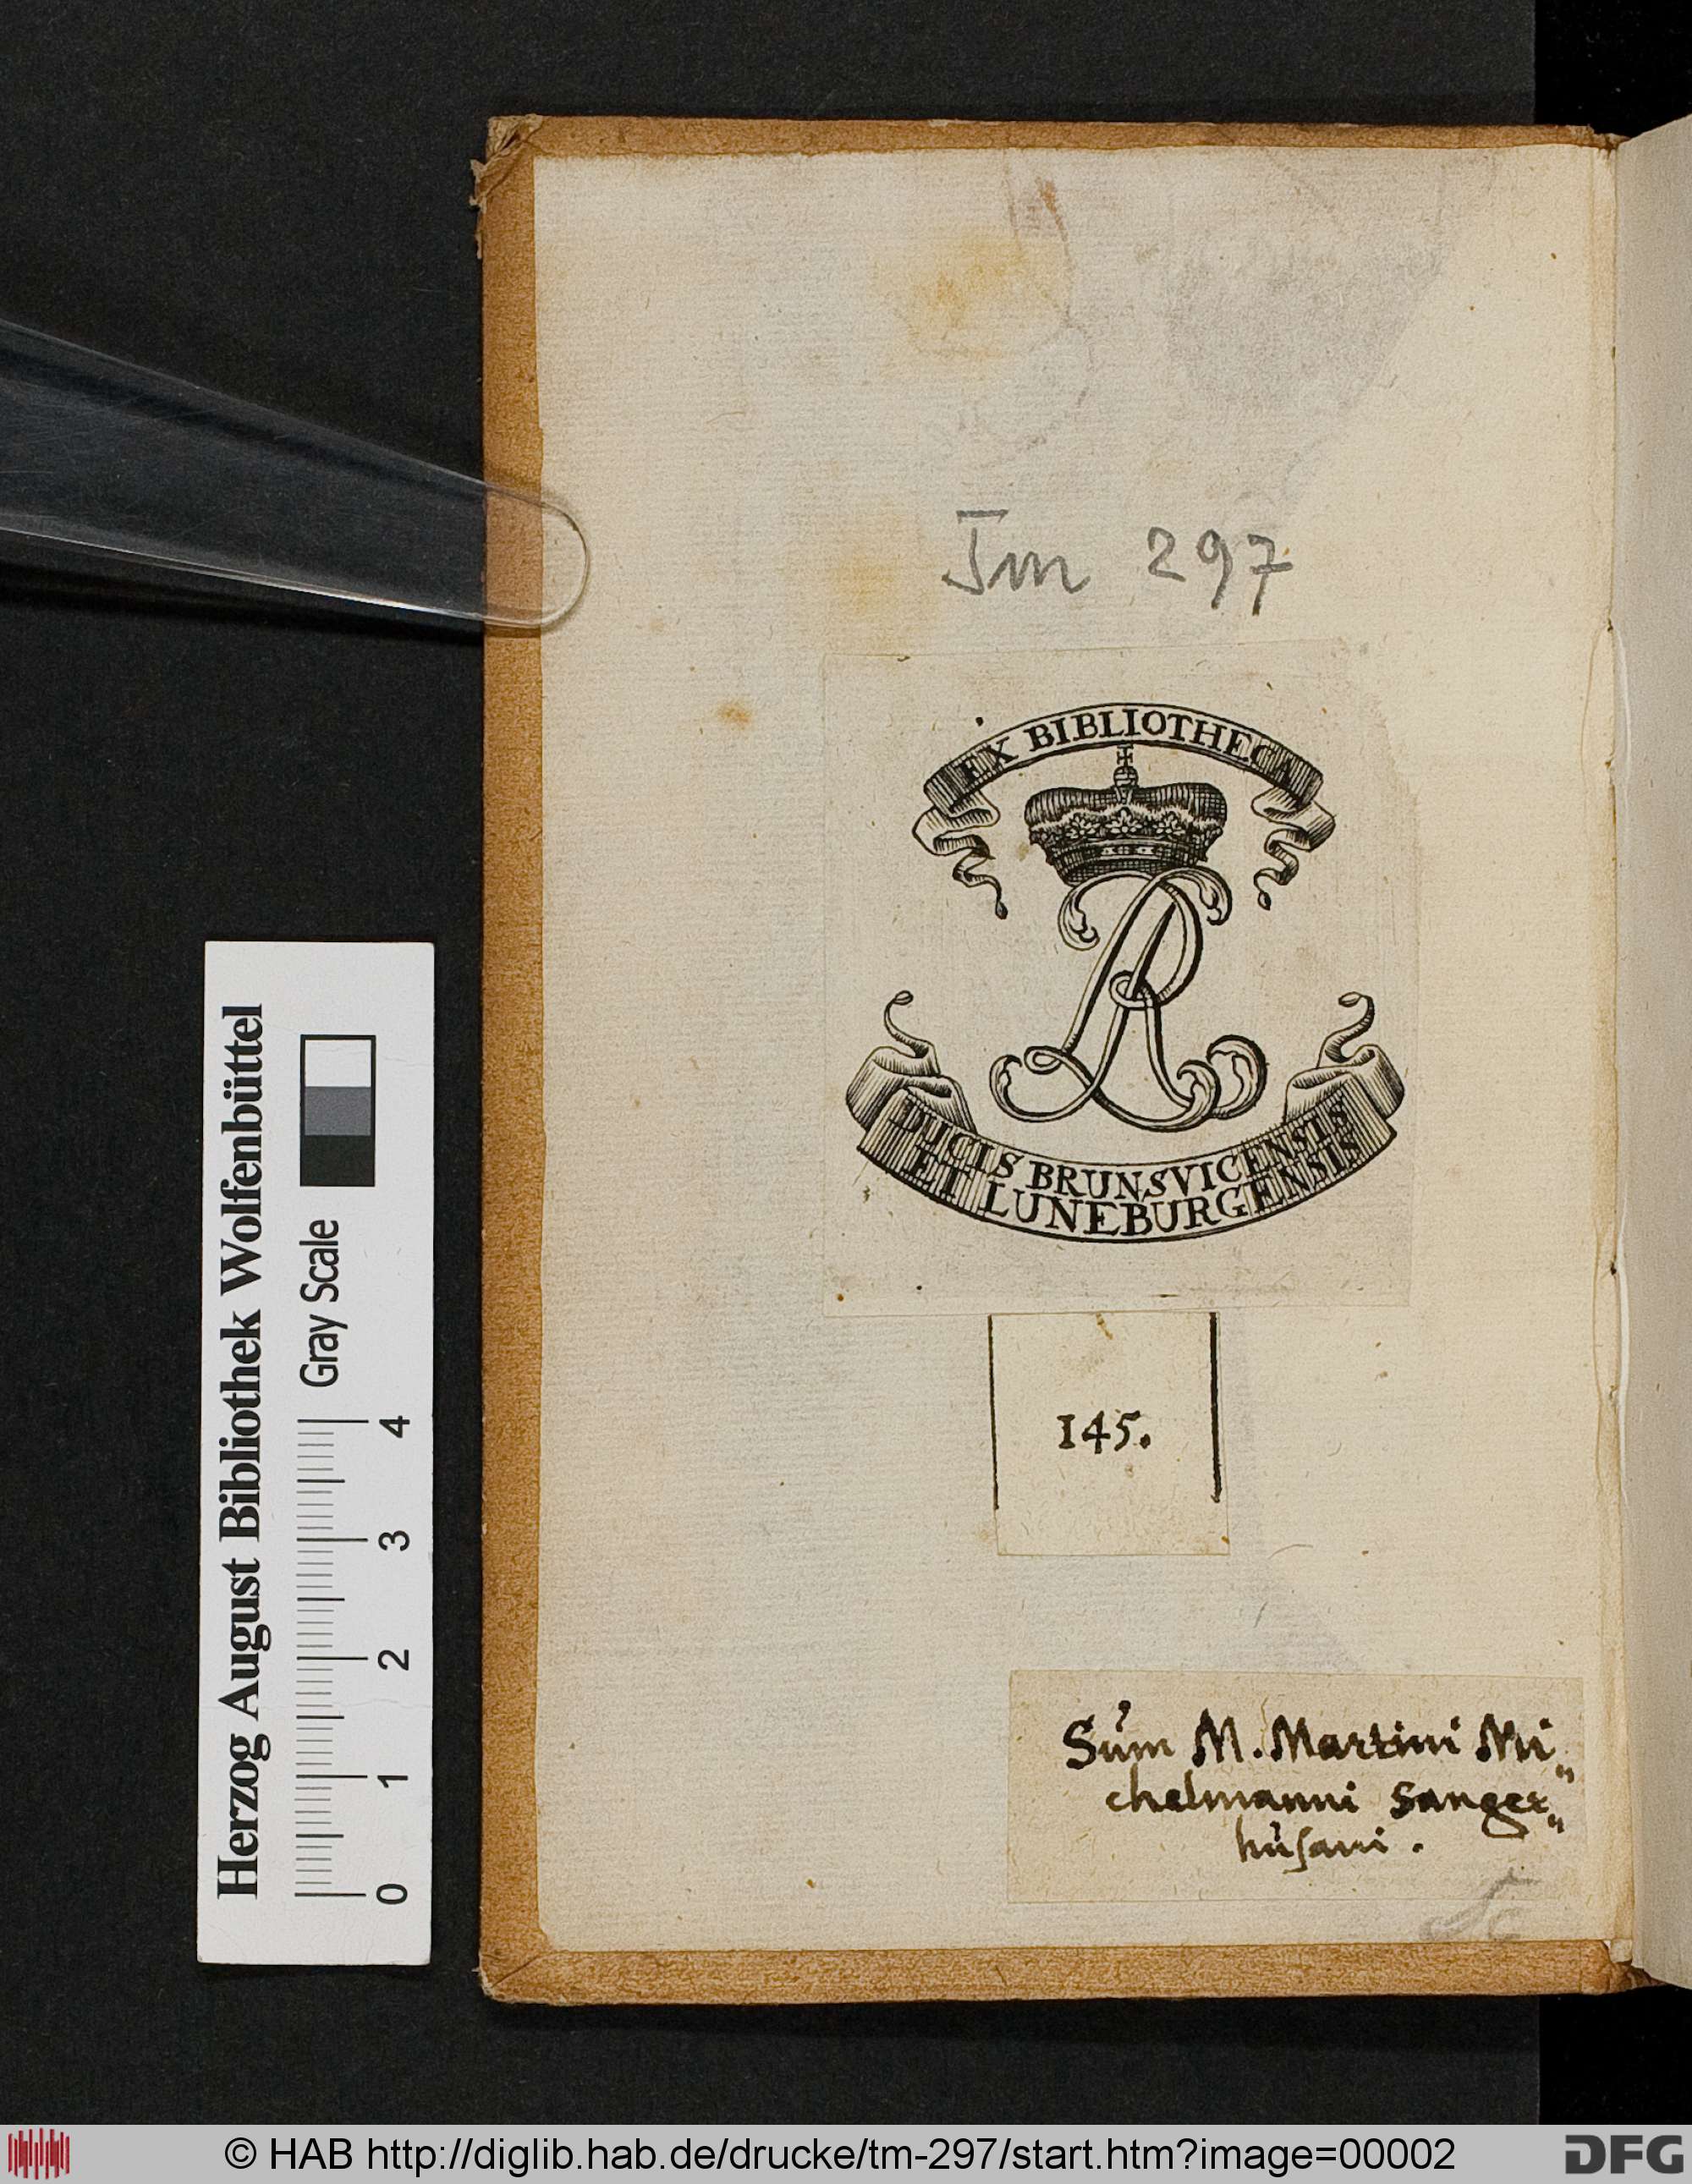 Tm 297
EX BIBLIOTHECA
DUCIS BRUNSVICENSIS
ET LUNEBURGENSIS
145.
Sum M. Martini Mi„
chelmanni Sanger„
husani.
Herzog August Bibliothek Wolfenbüttel
Gray Scale
0 1 2 3 4
© HAB http://diglib.hab.de/drucke/tm-297/start.htm?image=00002
DFG